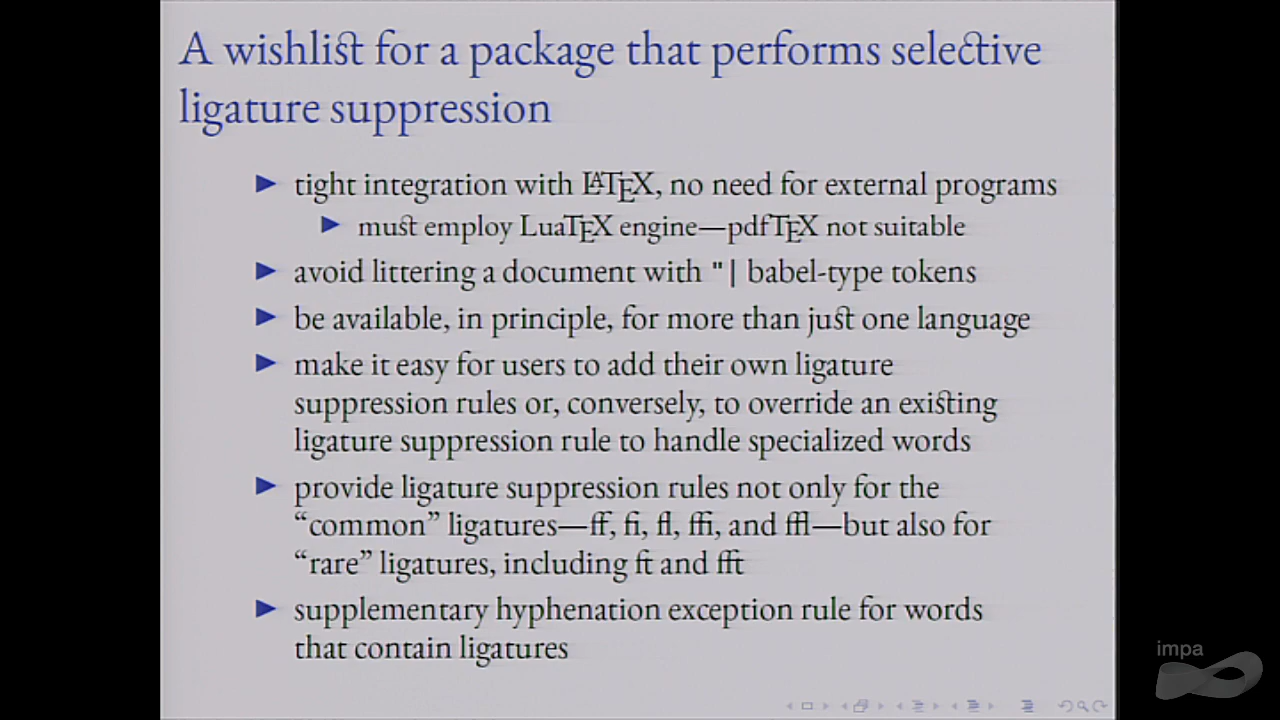 A wishlist for a package that performs selective
ligature suppression
▶ tight integration with LATEX, no need for external programs
▶ must employ LuaTEX engine—pdfTEX not suitable
▶ avoid littering a document with "| babel-type tokens
▶ be available, in principle, for more than just one language
▶ make it easy for users to add their own ligature
suppression rules or, conversely, to override an existing
ligature suppression rule to handle specialized words
▶ provide ligature suppression rules not only for the
“common” ligatures—ff, fi, fl, ffi, and ffl—but also for
“rare” ligatures, including ft and fft
▶ supplementary hyphenation exception rule for words
that contain ligatures
impa